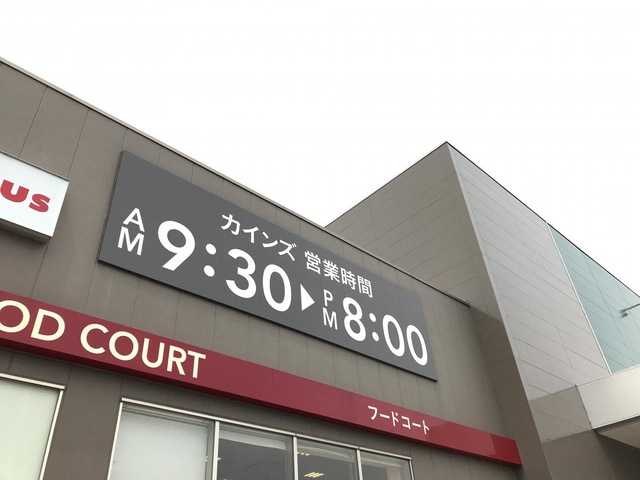 us
カインズ 営業時間
AM 9:30 ▶ PM 8:00
OD COURT
フードコート